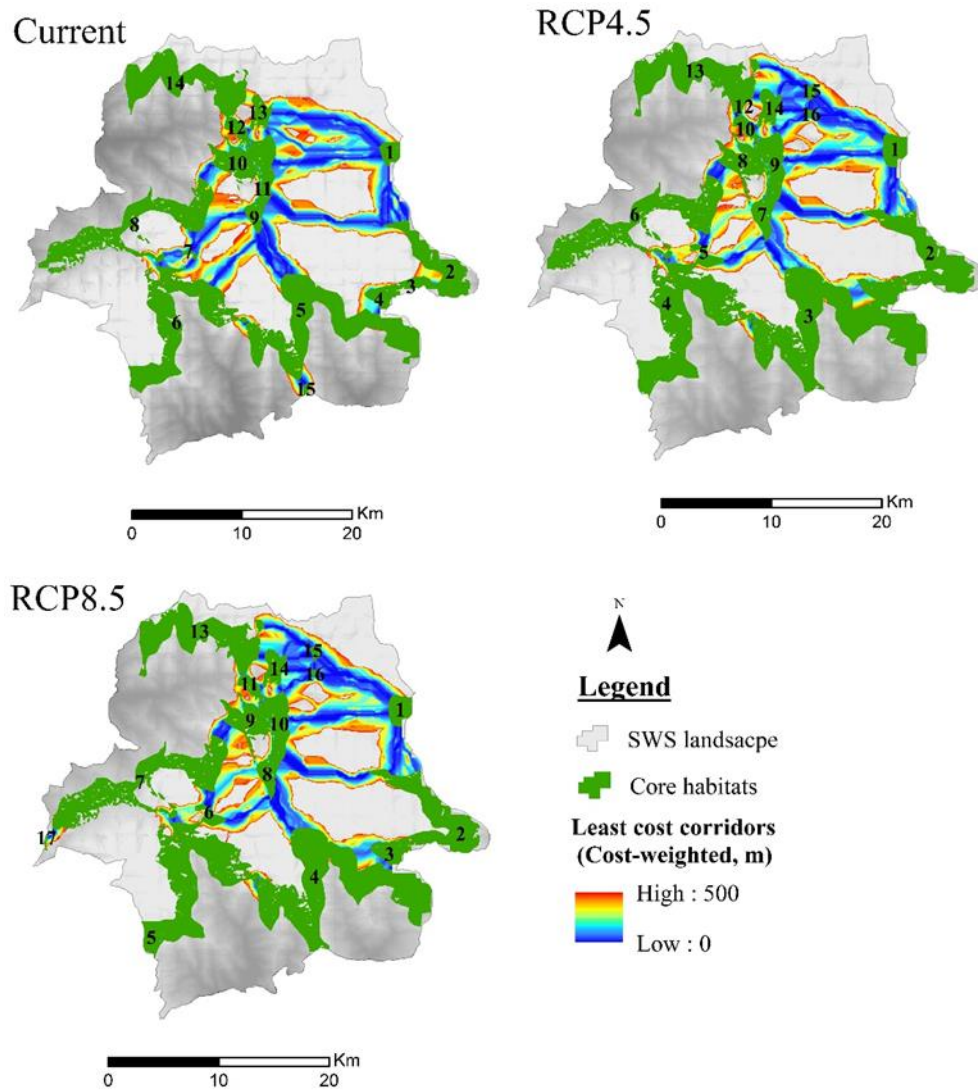 Current
14
13
12
1
10
11
9
8
7
2
3
4
5
6
15
Km
0 10 20
RCP4.5
13
15
12
14
16
10
1
8
9
6
7
5
2
4
3
Km
0 10 20
RCP8.5
13
15
14
16
11
1
9
10
8
7
6
17
2
3
4
5
Km
0 10 20
N
Legend
SWS landsacpe
Core habitats
Least cost corridors
(Cost-weighted, m)
High : 500
Low : 0